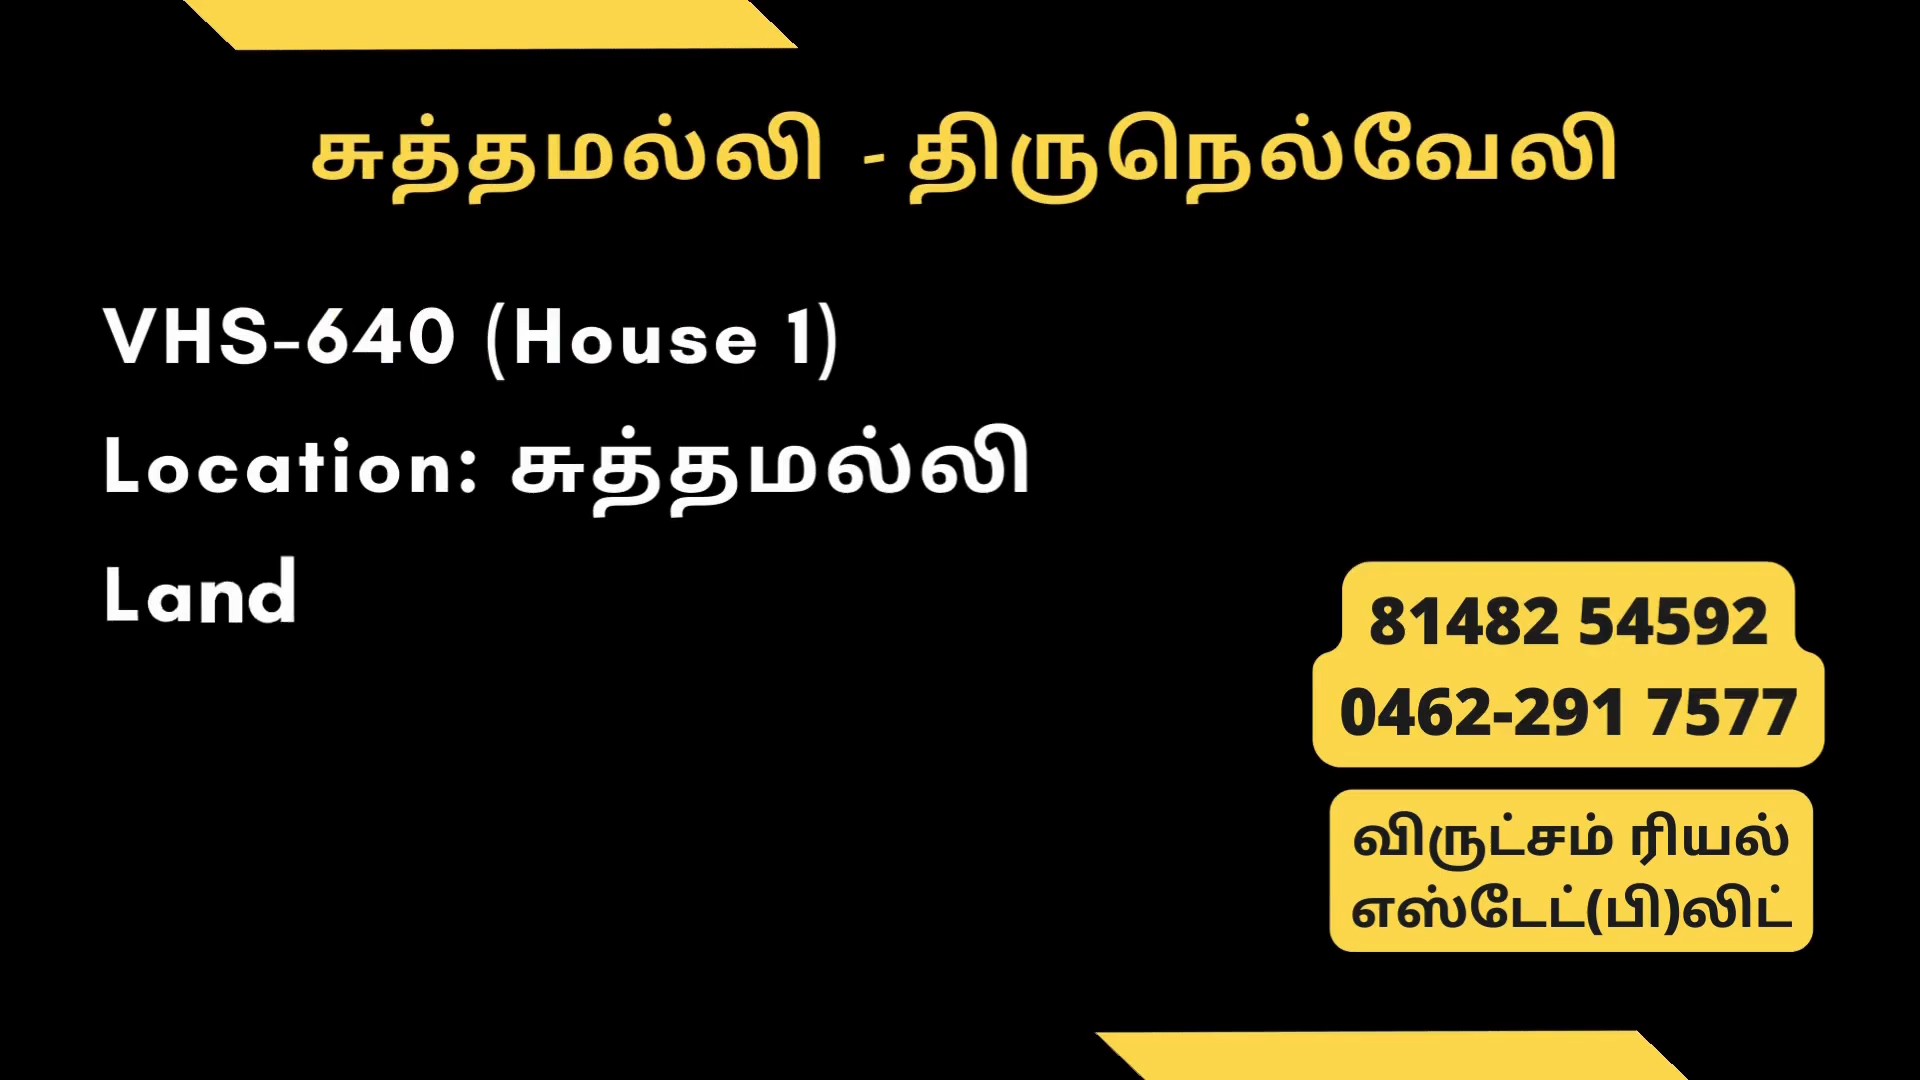 சுத்தமல்லி - திருநெல்வேலி
VHS-640 (House 1)
Location: சுத்தமல்லி
Land
81482 54592
0462-291 7577
விருட்சம் ரியல்
எஸ்டேட்(பி)லிட்